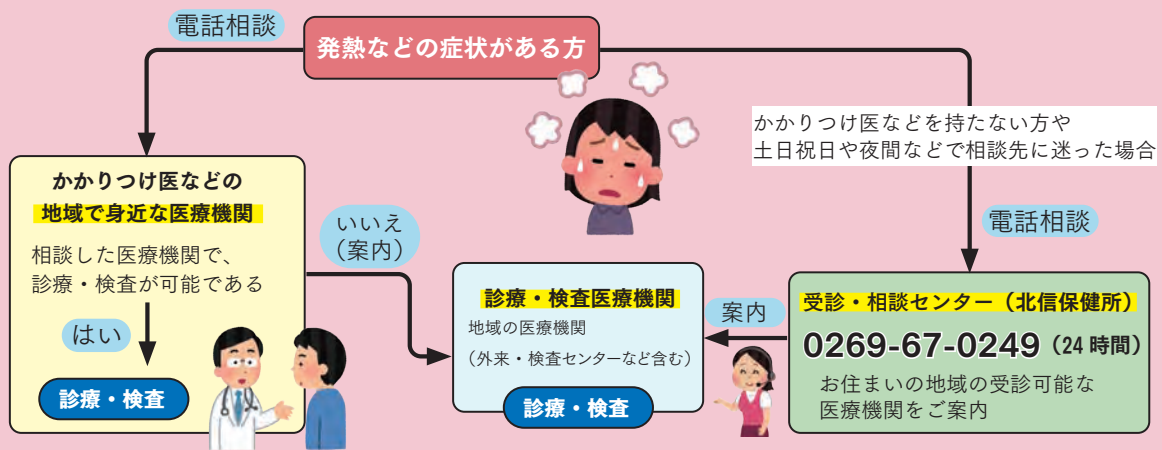 発熱などの症状がある方
電話相談
かかりつけ医などの
地域で身近な医療機関
相談した医療機関で、
診療・検査が可能である
はい
診療・検査
いいえ
（案内）
診療・検査医療機関
地域の医療機関
（外来・検査センターなど含む）
診療・検査
かかりつけ医などを持たない方や
土日祝日や夜間などで相談先に迷った場合
電話相談
受診・相談センター（北信保健所）
0269-67-0249（24時間）
お住まいの地域の受診可能な
医療機関をご案内
案内